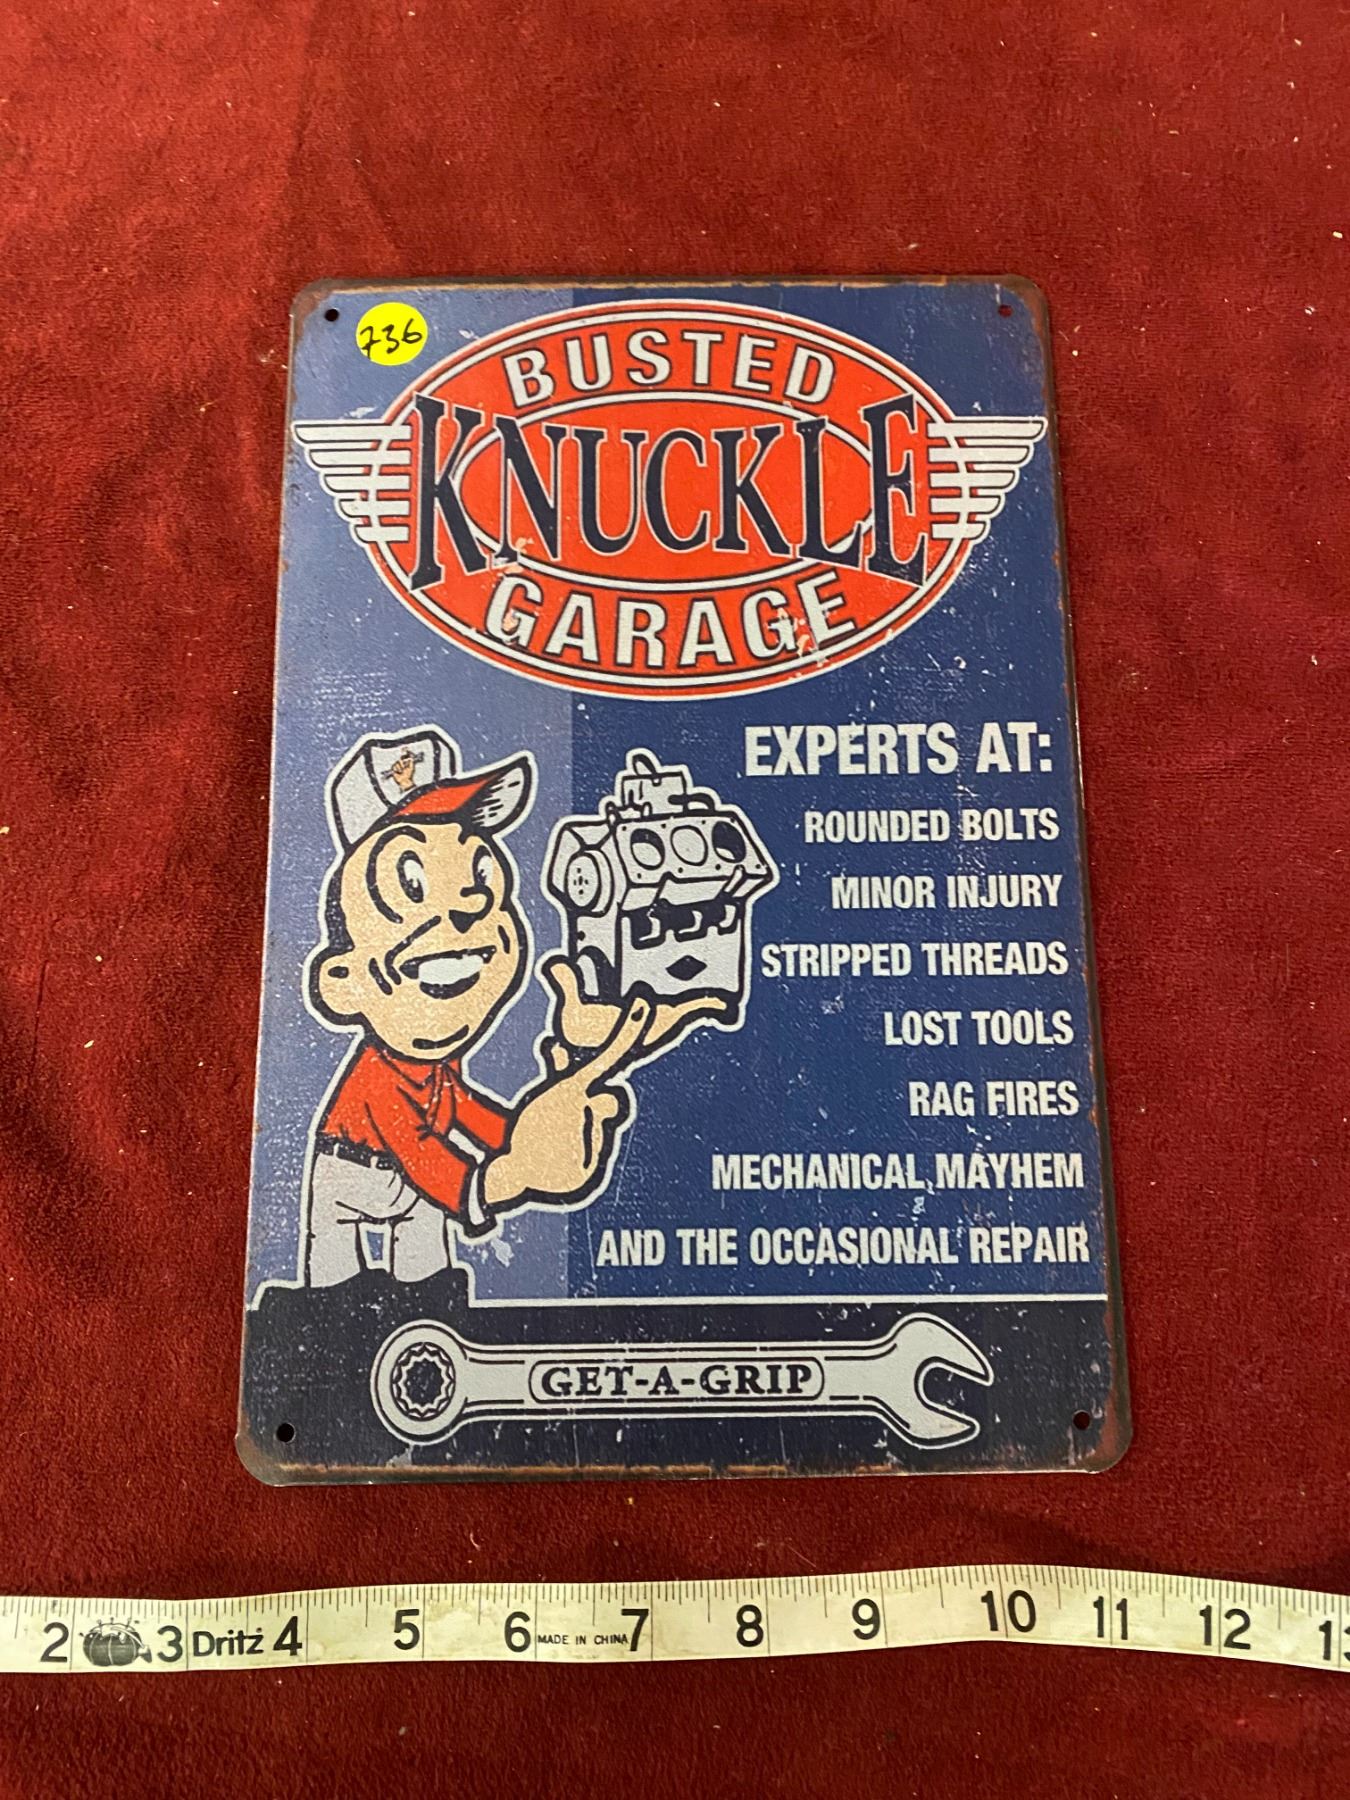 736
BUSTED
KNUCKLE
GARAGE
EXPERTS AT:
ROUNDED BOLTS
MINOR INJURY
STRIPPED THREADS
LOST TOOLS
RAG FIRES
MECHANICAL MAYHEM
AND THE OCCASIONAL REPAIR
GET-A-GRIP
2 3 Dritz 4 5 6 MADE IN CHINA 7 8 9 10 11 12